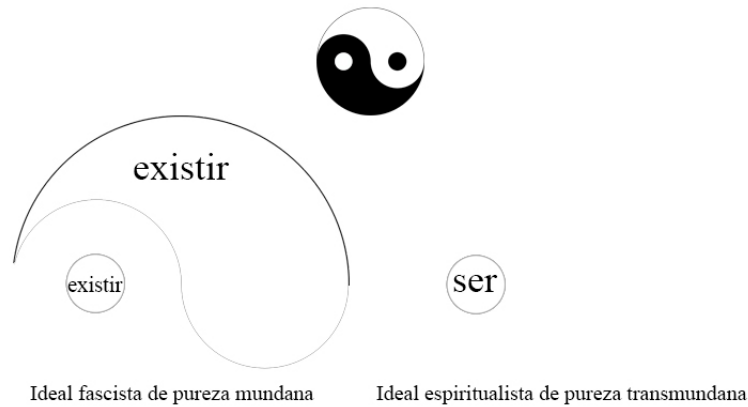 existir
existir
ser
Ideal fascista de pureza mundana
Ideal espiritualista de pureza transmundana